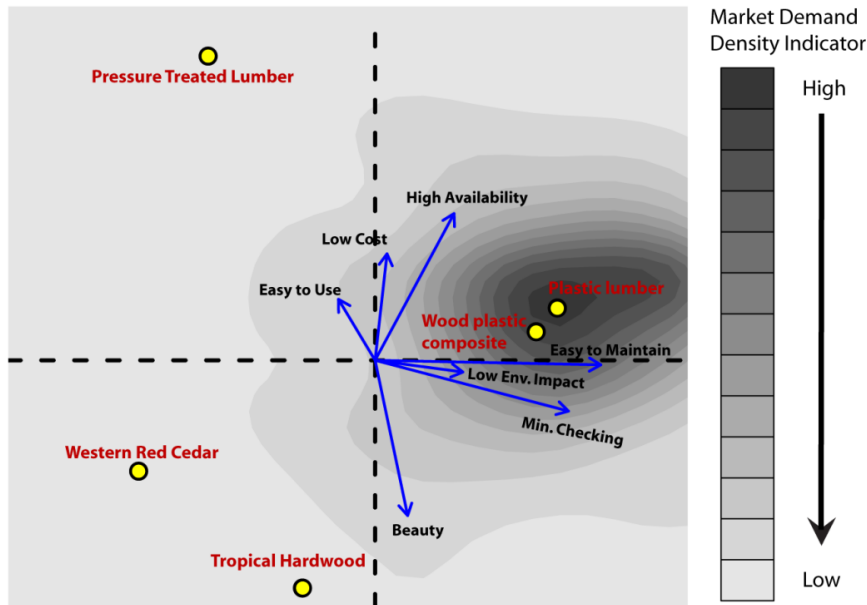 Market Demand
Density Indicator
High
Low
Pressure Treated Lumber
High Availability
Low Cost
Easy to Use
Plastic lumber
Wood plastic
composite
Easy to Maintain
Low Env. Impact
Min. Checking
Western Red Cedar
Beauty
Tropical Hardwood